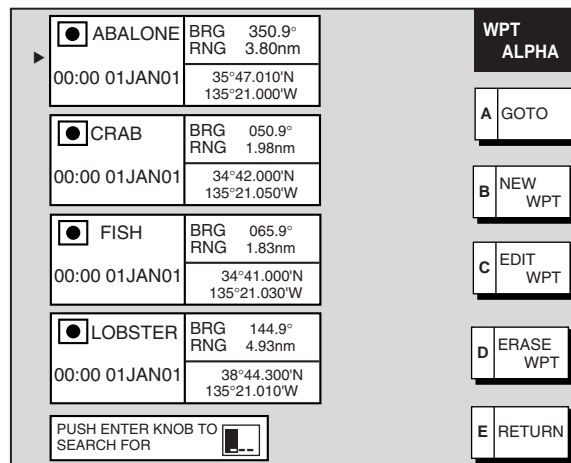 ABALONE BRG 350.9°
RNG 3.80nm
00:00 01JAN01 35°47.010'N
135°21.000'W
CRAB BRG 050.9°
RNG 1.98nm
00:00 01JAN01 34°42.000'N
135°21.050'W
FISH BRG 065.9°
RNG 1.83nm
00:00 01JAN01 34°41.000'N
135°21.030'W
LOBSTER BRG 144.9°
RNG 4.93nm
00:00 01JAN01 38°44.300'N
135°21.010'W
PUSH ENTER KNOB TO
SEARCH FOR _--
WPT
ALPHA
A GOTO
B NEW
WPT
C EDIT
WPT
D ERASE
WPT
E RETURN